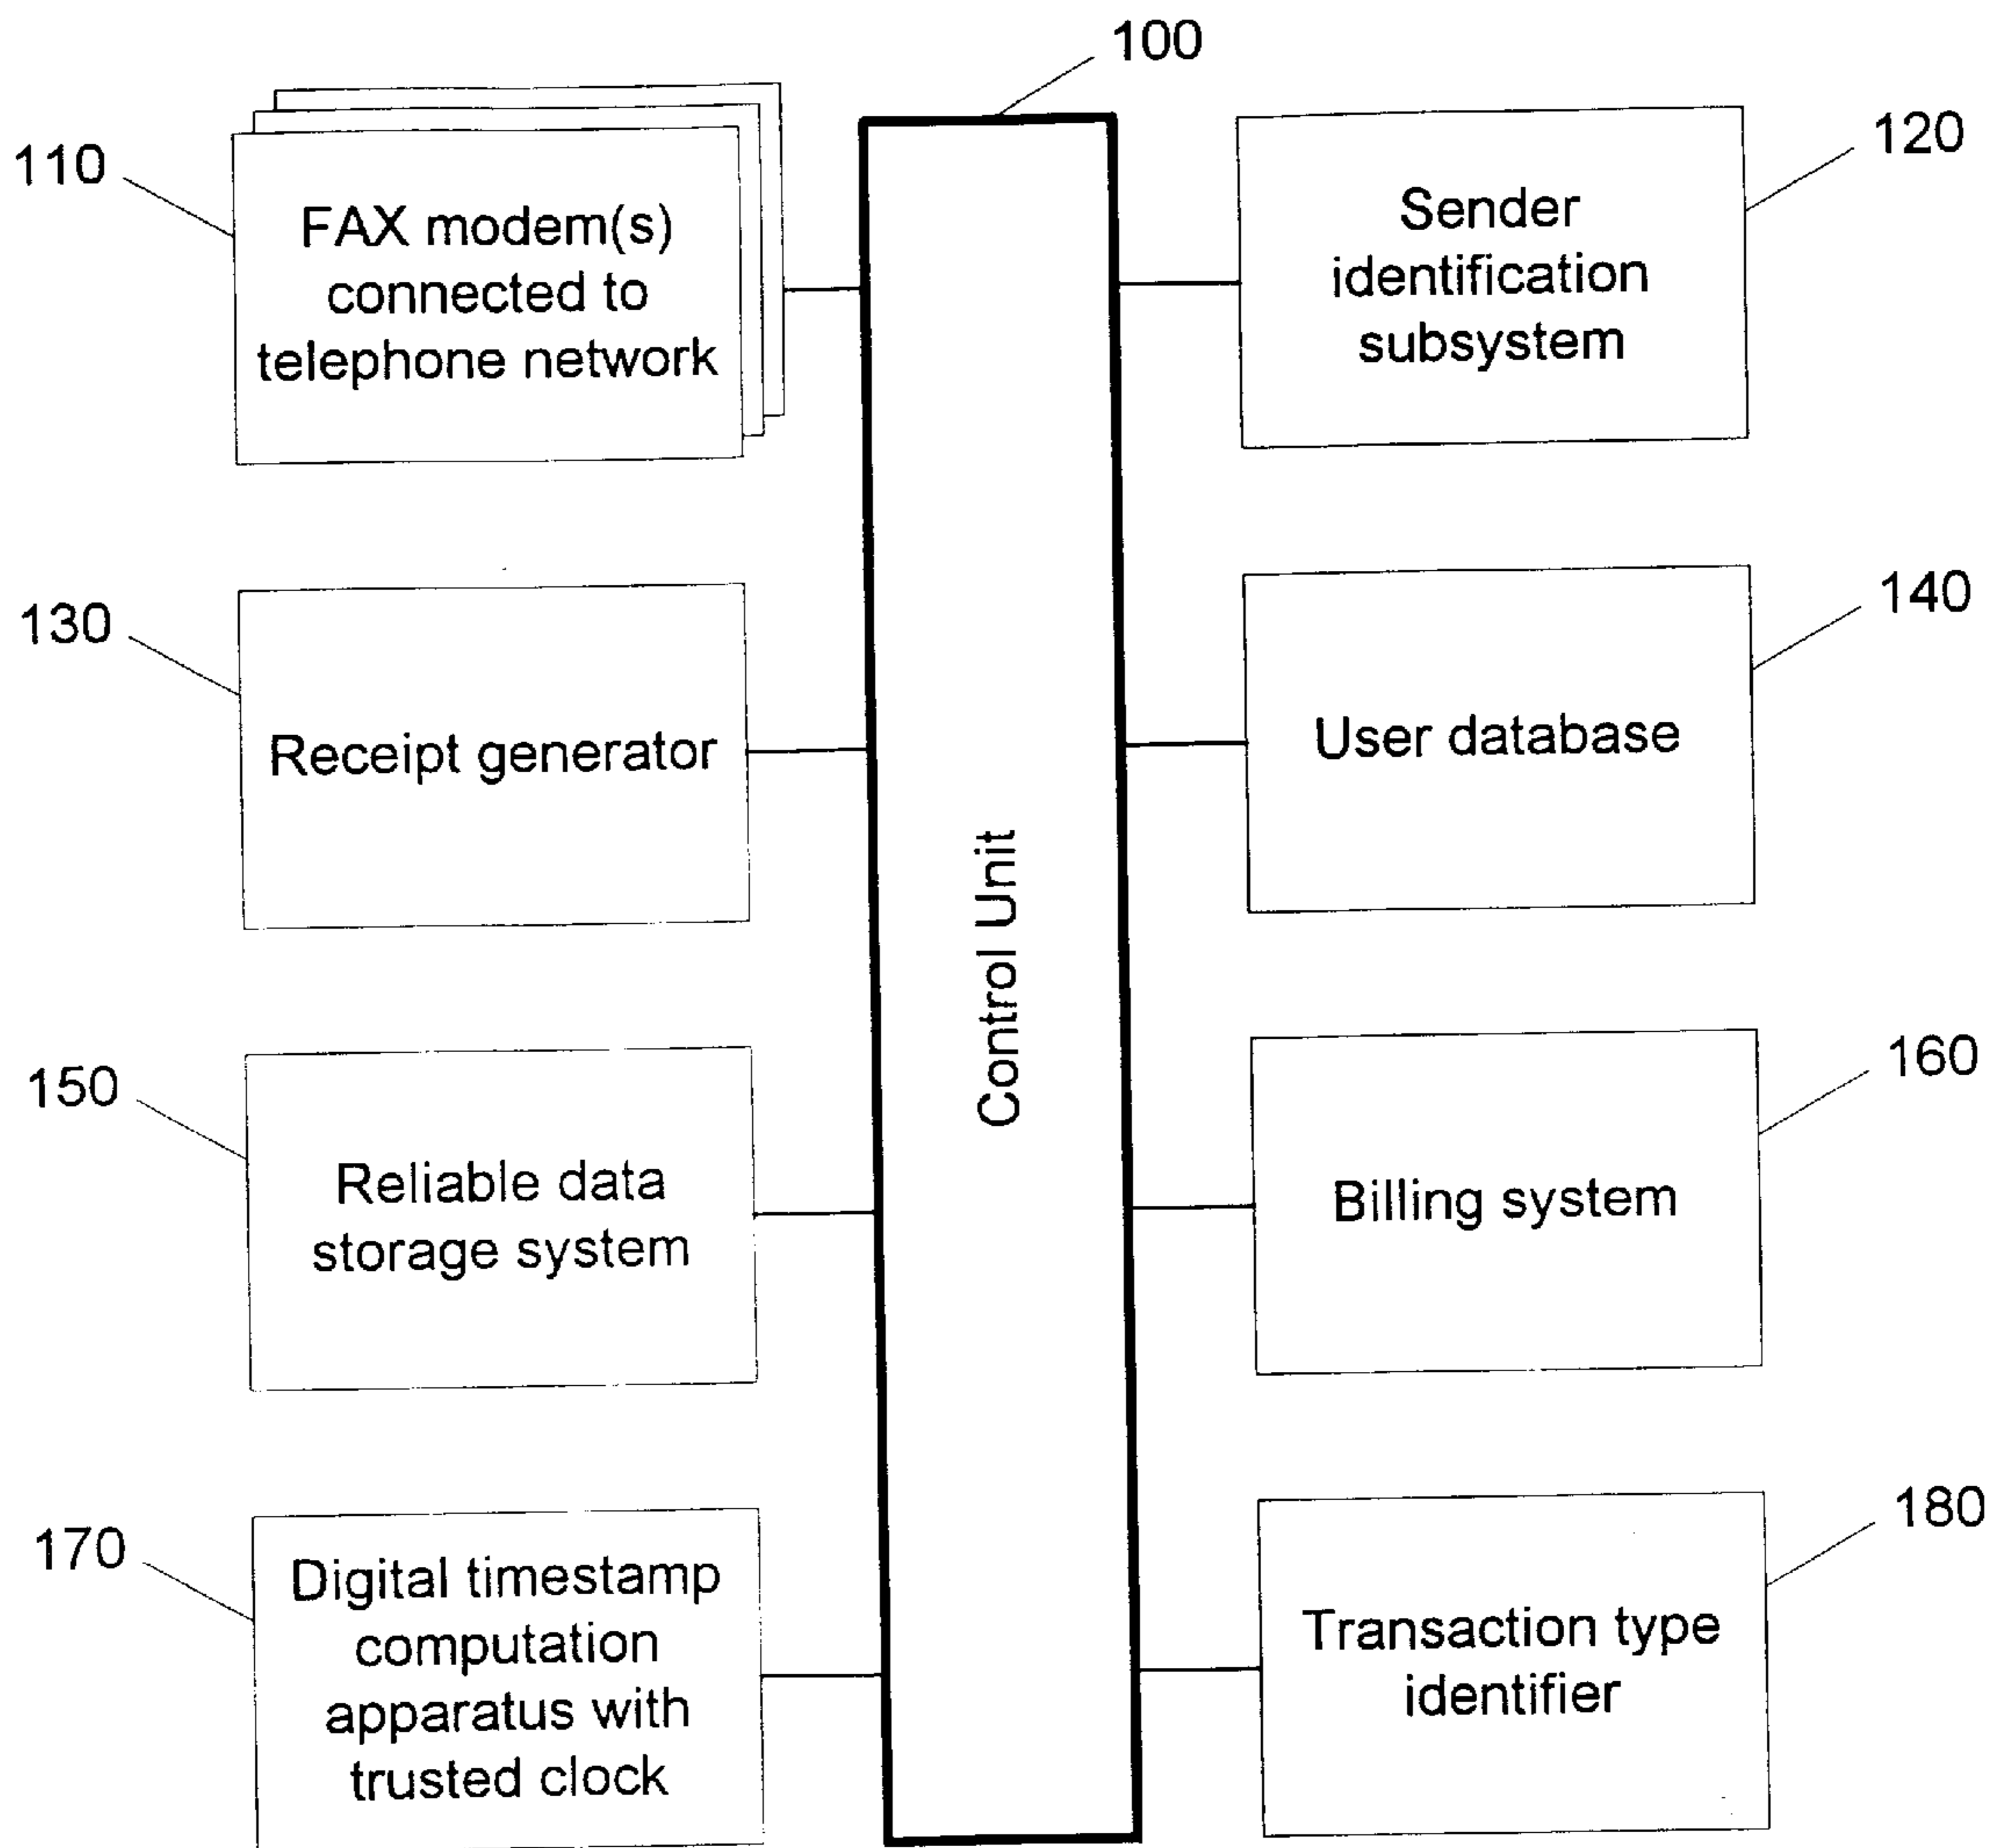 100
110
FAX modem(s)
connected to
telephone network
120
Sender
identification
subsystem
130
Receipt generator
140
User database
Control Unit
150
Reliable data
storage system
160
Billing system
170
Digital timestamp
computation
apparatus with
trusted clock
180
Transaction type
identifier